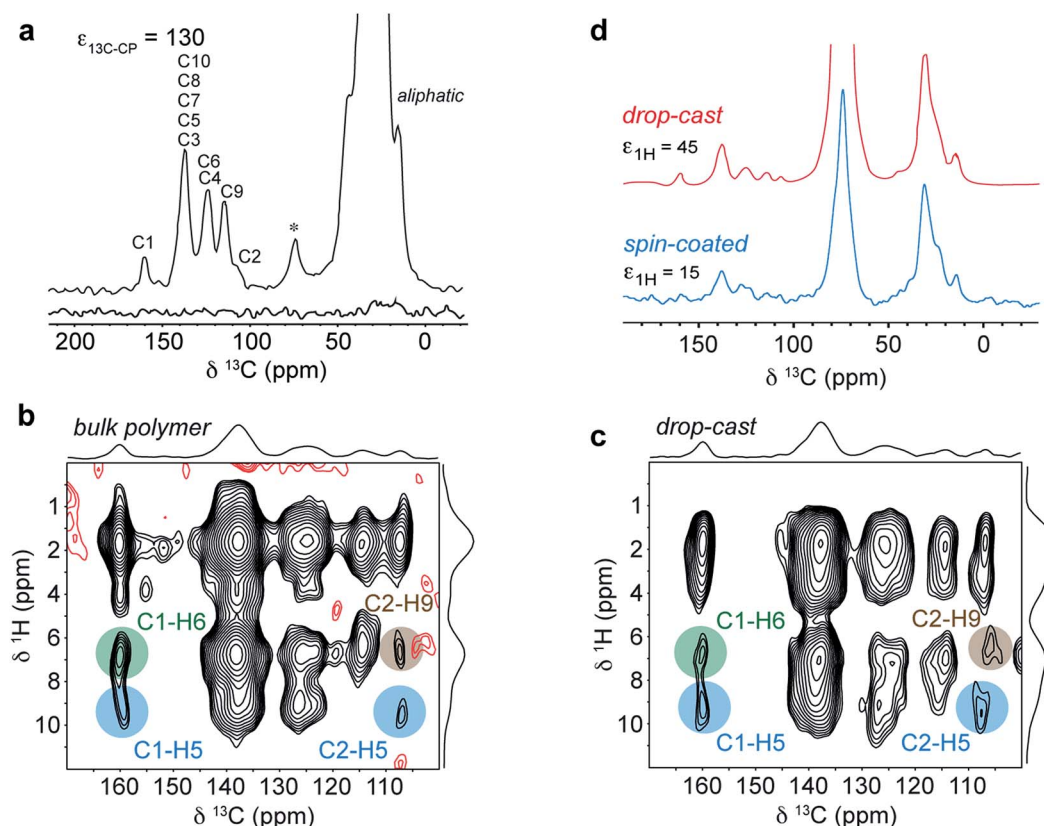 a
ε13C-CP = 130
C10
C8
C7
C5
C3
C6
C4
C9
C1
C2
*
aliphatic
200 150 100 50 0
δ 13C (ppm)
d
drop-cast
ε1H = 45
spin-coated
ε1H = 15
150 100 50 0
δ 13C (ppm)
b
bulk polymer
1
2
4
6
8
10
δ 1H (ppm)
C1-H6
C2-H9
C1-H5
C2-H5
160 150 140 130 120 110
δ 13C (ppm)
c
drop-cast
1
2
4
6
8
10
δ 1H (ppm)
C1-H6
C2-H9
C1-H5
C2-H5
160 150 140 130 120 110
δ 13C (ppm)